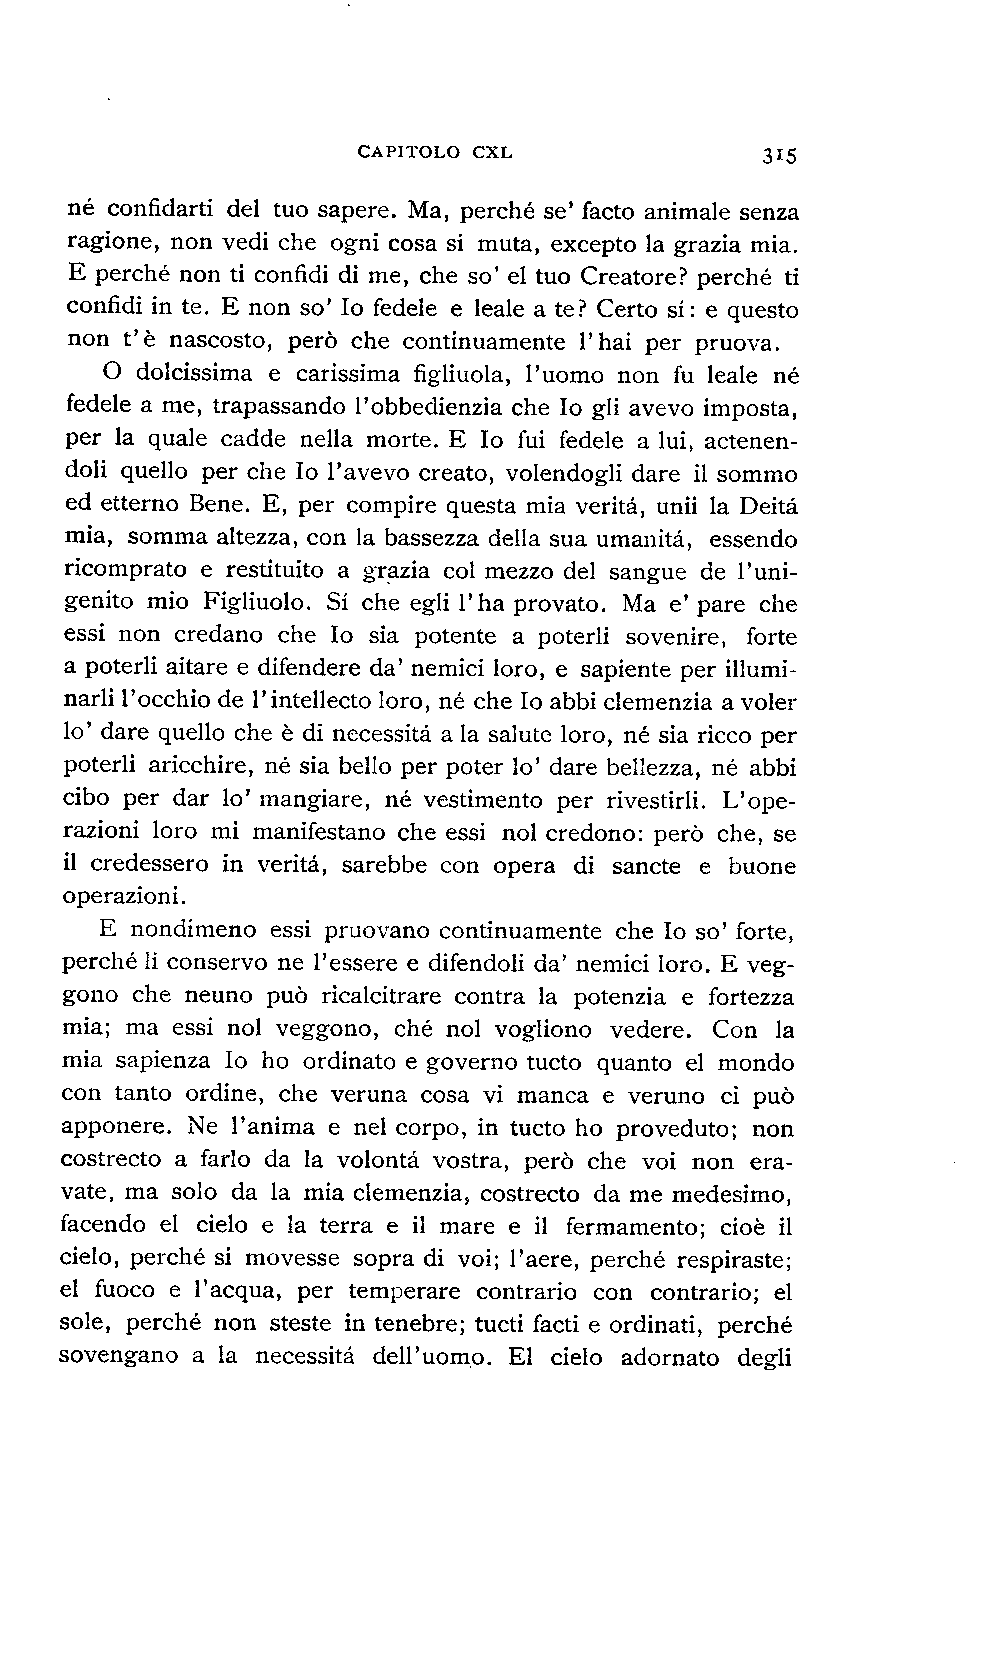 CAPITOLO CXL 315
né confidarti del tuo sapere. Ma, perché se' facto animale senza
ragione, non vedi che ogni cosa si muta, excepto la grazia mia.
E perché non ti confidi di me, che so' el tuo Creatore? perché ti
confidi in te. E non so' Io fedele e leale a te? Certo sí: e questo
non t'è nascosto, però che continuamente l'hai per pruova.
O dolcissima e carissima figliuola, l'uomo non fu leale né
fedele a me, trapassando l'obbedienzia che Io gli avevo imposta,
per la quale cadde nella morte. E Io fui fedele a lui, actenen-
doli quello per che Io l'avevo creato, volendogli dare il sommo
ed etterno Bene. E, per compire questa mia veritá, unii la Deitá
mia, somma altezza, con la bassezza della sua umanitá, essendo
ricomprato e restituito a grazia col mezzo del sangue de l'uni-
genito mio Figliuolo. Sí che egli l'ha provato. Ma e' pare che
essi non credano che Io sia potente a poterli sovenire, forte
a poterli aitare e difendere da' nemici loro, e sapiente per illumi-
narli l'occhio de l'intellecto loro, né che Io abbi clemenzia a voler
lo' dare quello che è di necessitá a la salute loro, né sia ricco per
poterli aricchire, né sia bello per poter lo' dare bellezza, né abbi
cibo per dar lo' mangiare, né vestimento per rivestirli. L'ope-
razioni loro mi manifestano che essi nol credono: però che, se
il credessero in veritá, sarebbe con opera di sancte e buone
operazioni.
E nondimeno essi pruovano continuamente che Io so' forte,
perché li conservo ne l'essere e difendoli da' nemici loro. E veg-
gono che neuno può ricalcitrare contra la potenzia e fortezza
mia; ma essi nol veggono, ché nol vogliono vedere. Con la
mia sapienza Io ho ordinato e governo tucto quanto el mondo
con tanto ordine, che veruna cosa vi manca e veruno ci può
apponere. Ne l'anima e nel corpo, in tucto ho proveduto; non
costrecto a farlo da la volontá vostra, però che voi non era-
vate, ma solo da la mia clemenzia, costrecto da me medesimo,
facendo el cielo e la terra e il mare e il fermamento; cioè il
cielo, perché si movesse sopra di voi; l'aere, perché respiraste;
el fuoco e l'acqua, per temperare contrario con contrario; el
sole, perché non steste in tenebre; tucti facti e ordinati, perché
sovengano a la necessitá dell'uomo. El cielo adornato degli